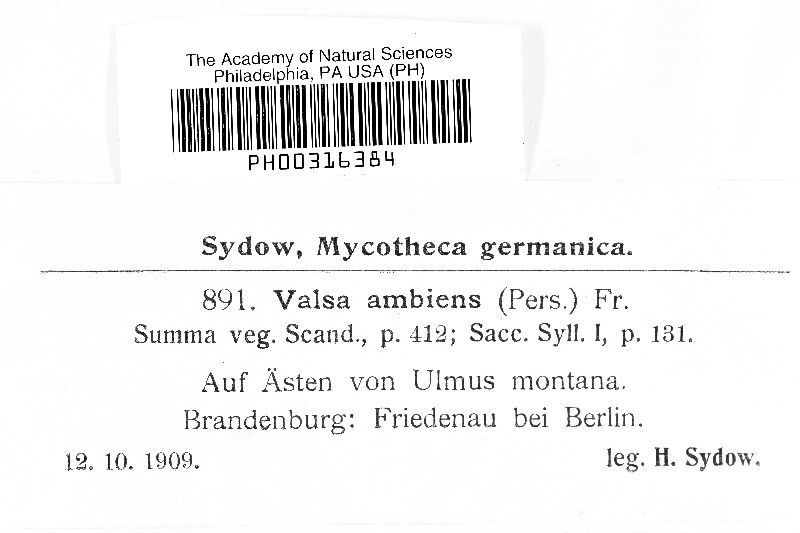 The Academy of Natural Sciences
Philadelphia, PA USA (PH)
PH00316384
Sydow, Mycotheca germanica.
891. Valsa ambiens (Pers.) Fr.
Summa veg. Scand., p. 412; Sacc. Syll. I, p. 131.
Auf Ästen von Ulmus montana.
Brandenburg: Friedenau bei Berlin.
12. 10. 1909. leg. H. Sydow.